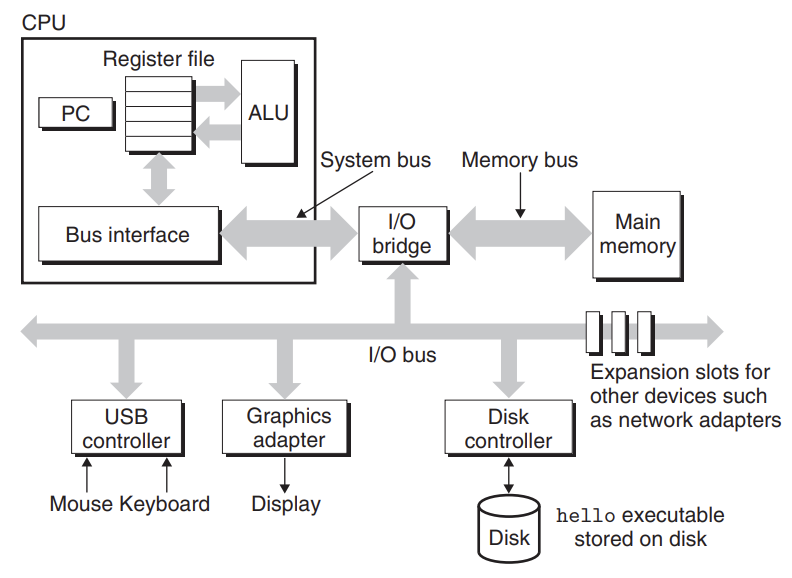 CPU
Register file
PC
ALU
System bus
Memory bus
Bus interface
I/O
bridge
Main
memory
I/O bus
Expansion slots for
other devices such
as network adapters
USB
controller
Graphics
adapter
Disk
controller
Mouse Keyboard
Display
Disk
hello executable
stored on disk